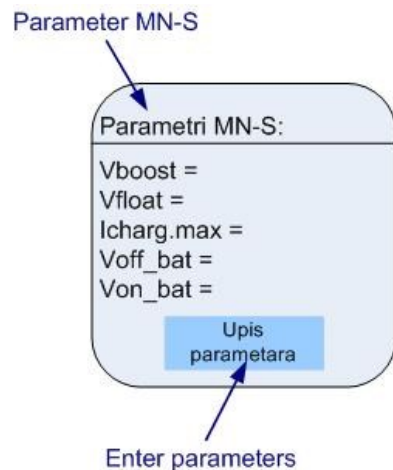 Parameter MN-S
Parametri MN-S:
Vboost =
Vfloat =
Icharg.max =
Voff_bat =
Von_bat =
Upis
parametara
Enter parameters